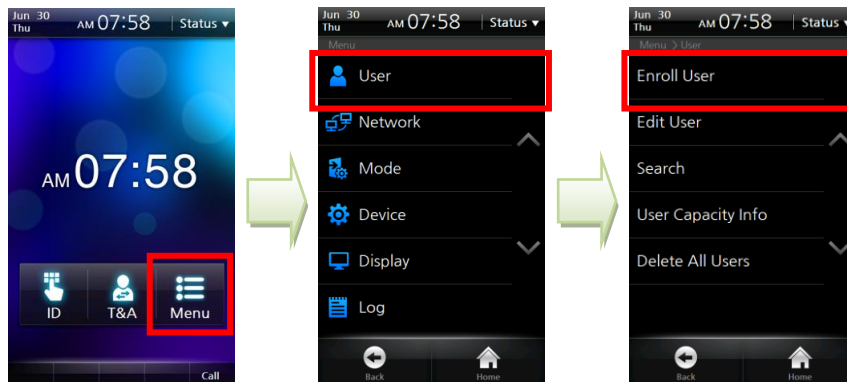 Jun 30
Thu
AM 07:58
Status ▼
AM 07:58
ID
T&A
Menu
Call
Jun 30
Thu
AM 07:58
Status ▼
Menu
User
Network
Mode
Device
Display
Log
Back
Home
Jun 30
Thu
AM 07:58
Status ▼
Menu > User
Enroll User
Edit User
Search
User Capacity Info
Delete All Users
Back
Home